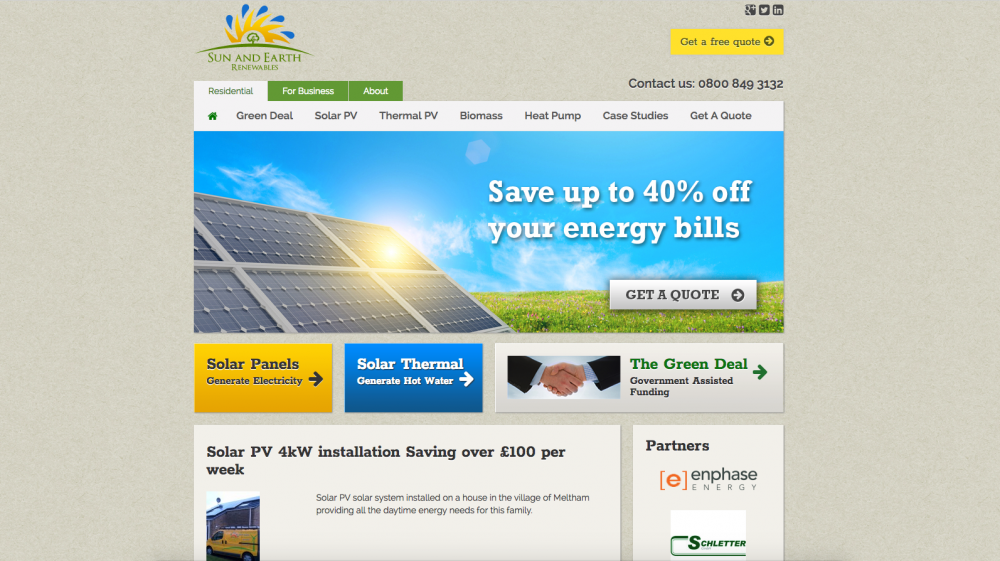 SUN AND EARTH
RENEWABLES
Get a free quote
Contact us: 0800 849 3132
Residential
For Business
About
Green Deal
Solar PV
Thermal PV
Biomass
Heat Pump
Case Studies
Get A Quote
Save up to 40% off
your energy bills
GET A QUOTE
Solar Panels
Generate Electricity
Solar Thermal
Generate Hot Water
The Green Deal
Government Assisted
Funding
Solar PV 4kW installation Saving over £100 per
week
Solar PV solar system installed on a house in the village of Meltham
providing all the daytime energy needs for this family.
Partners
[e] enphase
ENERGY
SCHLETTER